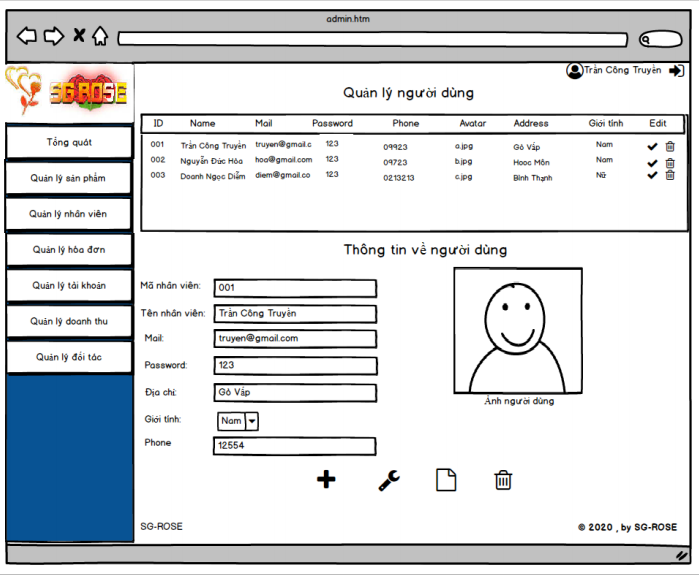 admin.htm
Trần Công Truyền
SG-ROSE
Quản lý người dùng
ID Name Mail Password Phone Avatar Address Giới tính Edit
001 Trần Công Truyền truyen@gmail.c 123 09923 a.jpg Gò Vấp Nam
002 Nguyễn Đức Hòa hoa@gmail.com 123 09723 b.jpg Hooc Môn Nam
003 Doanh Ngọc Diễm diem@gmail.co 123 0213213 c.jpg Bình Thạnh Nữ
Tổng quát
Quản lý sản phẩm
Quản lý nhân viên
Quản lý hóa đơn
Quản lý tài khoản
Quản lý doanh thu
Quản lý đối tác
Thông tin về người dùng
Mã nhân viên: 001
Tên nhân viên: Trần Công Truyền
Mail: truyen@gmail.com
Password: 123
Địa chỉ: Gò Vấp
Giới tính: Nam
Phone 12554
Ảnh người dùng
SG-ROSE
© 2020 , by SG-ROSE